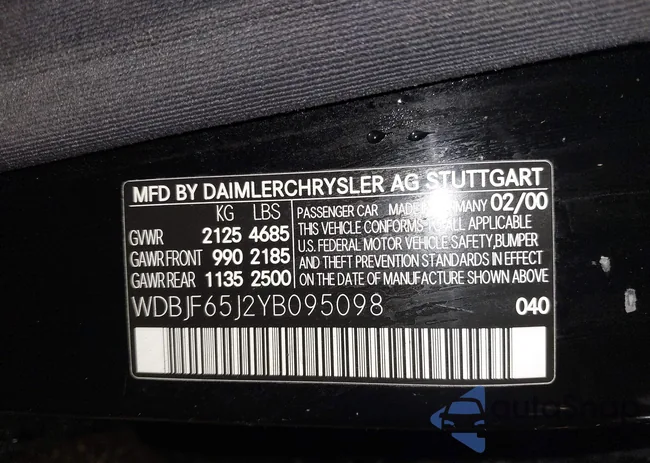 MFD BY DAIMLERCHRYSLER AG STUTTGART
KG LBS
GVWR 2125 4685
GAWR FRONT 990 2185
GAWR REAR 1135 2500
PASSENGER CAR MADE IN GERMANY 02/00
THIS VEHICLE CONFORMS TO ALL APPLICABLE
U.S. FEDERAL MOTOR VEHICLE SAFETY, BUMPER
AND THEFT PREVENTION STANDARDS IN EFFECT
ON THE DATE OF MANUFACTURE SHOWN ABOVE
WDBJF65J2YB095098 040
autoSnap